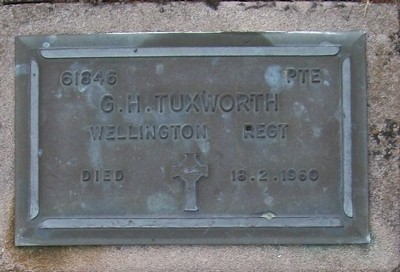 61846 PTE
G.H. TUXWORTH
WELLINGTON REGT
DIED 18.2.1960